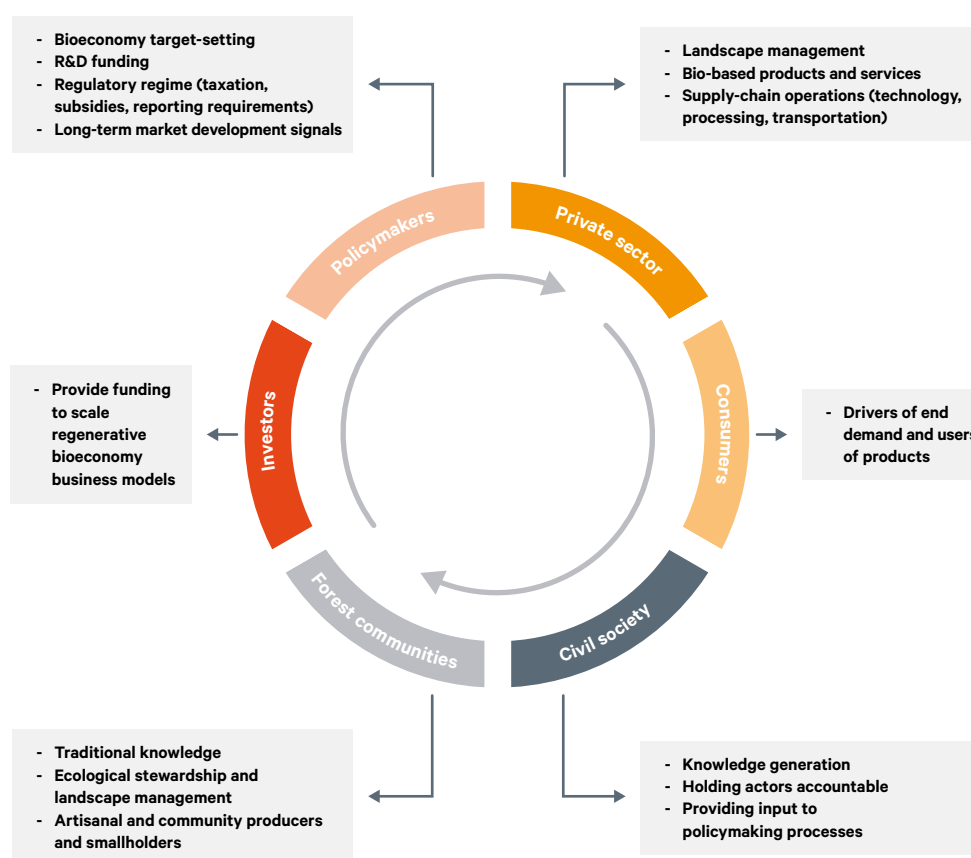 - Bioeconomy target-setting
- R&D funding
- Regulatory regime (taxation,
subsidies, reporting requirements)
- Long-term market development signals
- Landscape management
- Bio-based products and services
- Supply-chain operations (technology,
processing, transportation)
Policymakers
Private sector
Investors
Consumers
Forest communities
Civil society
- Provide funding
to scale
regenerative
bioeconomy
business models
- Drivers of end
demand and users
of products
- Traditional knowledge
- Ecological stewardship and
landscape management
- Artisanal and community producers
and smallholders
- Knowledge generation
- Holding actors accountable
- Providing input to
policymaking processes